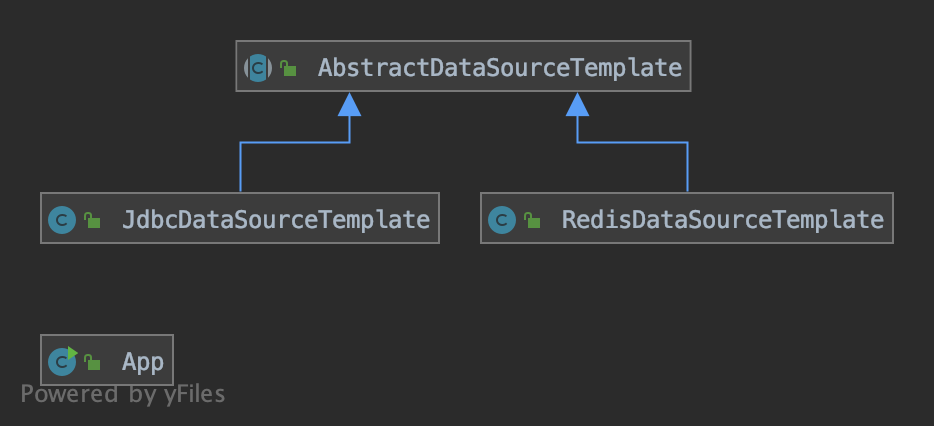 AbstractDataSourceTemplate
JdbcDataSourceTemplate
RedisDataSourceTemplate
App
Powered by yFiles